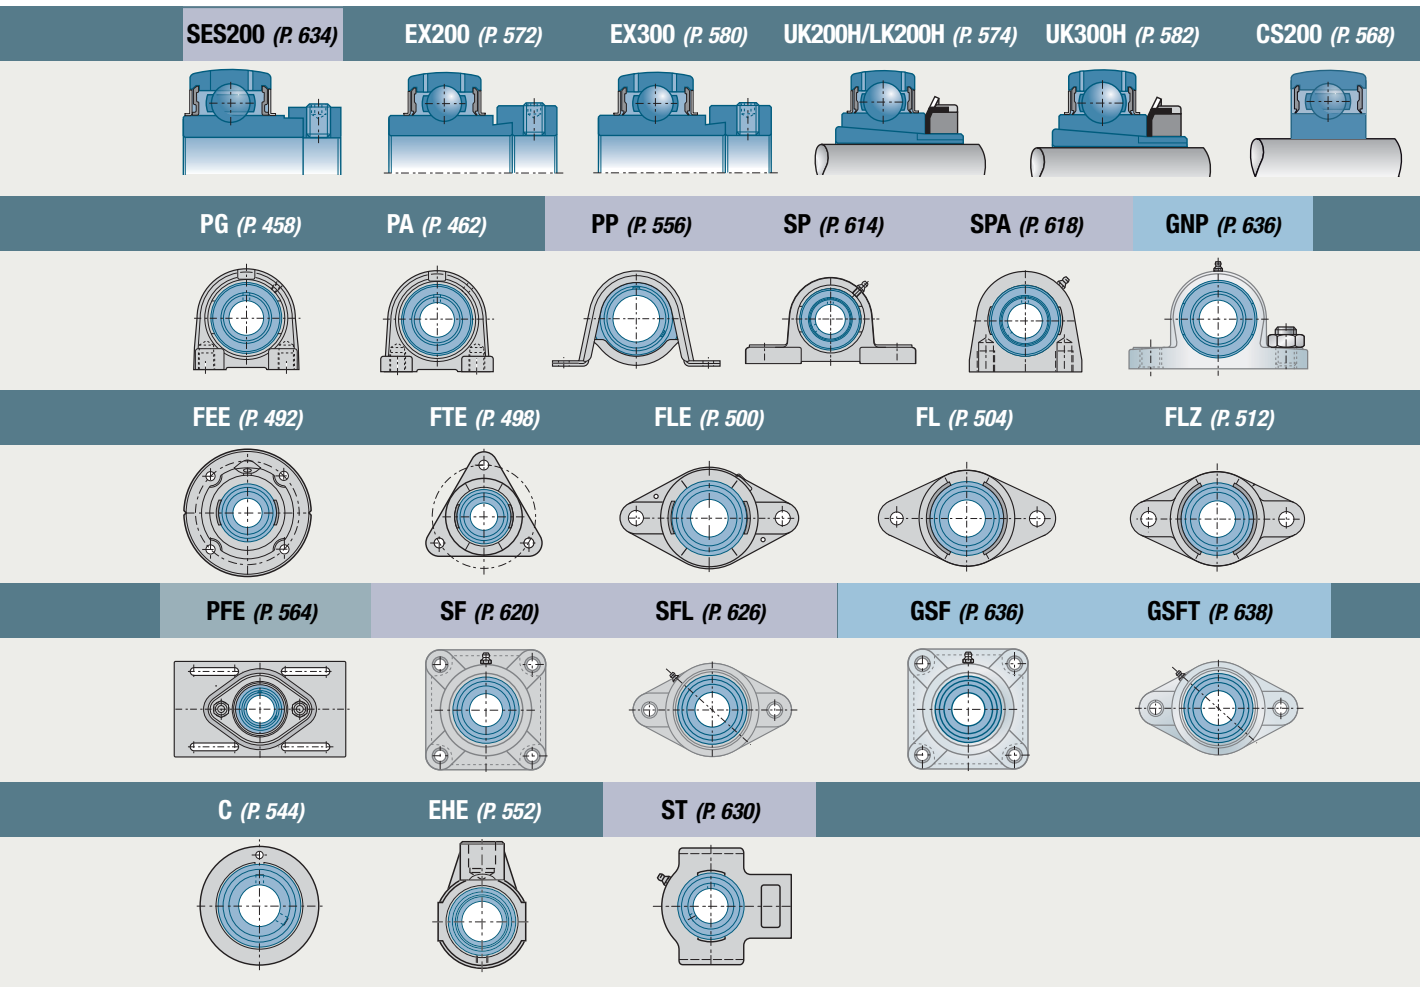 SES200 (P. 634) EX200 (P. 572) EX300 (P. 580) UK200H/LK200H (P. 574) UK300H (P. 582) CS200 (P. 568)
PG (P. 458) PA (P. 462) PP (P. 556) SP (P. 614) SPA (P. 618) GNP (P. 636)
FEE (P. 492) FTE (P. 498) FLE (P. 500) FL (P. 504) FLZ (P. 512)
PFE (P. 564) SF (P. 620) SFL (P. 626) GSF (P. 636) GSFT (P. 638)
C (P. 544) EHE (P. 552) ST (P. 630)